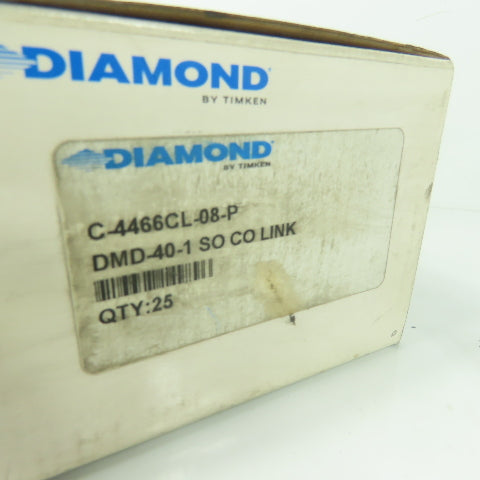 DIAMOND
BY TIMKEN
DIAMOND
BY TIMKEN
C-4466CL-08-P
DMD-40-1 SO CO LINK
QTY:25